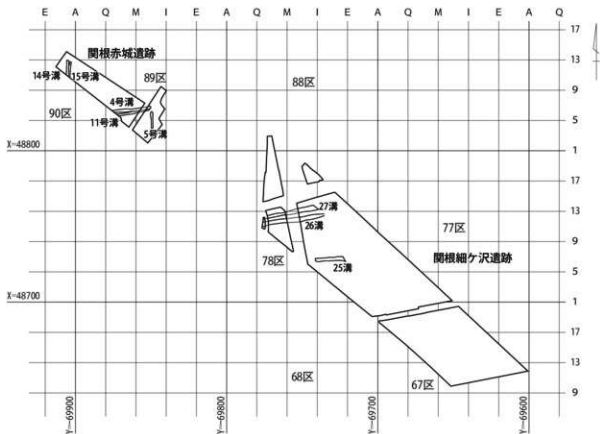 E A Q M I E A Q M I E A Q M I E A Q
17
関根赤城遺跡
14号溝 15号溝
89区
88区
13
4号溝
9
90区
11号溝
5号溝
5
X=48800
1
17
27溝
13
26溝
77区
9
78区
25溝
関根細ケ沢遺跡
5
X=48700
1
17
13
68区
67区
9
Y=-69900
Y=-69800
Y=-69700
Y=-69600